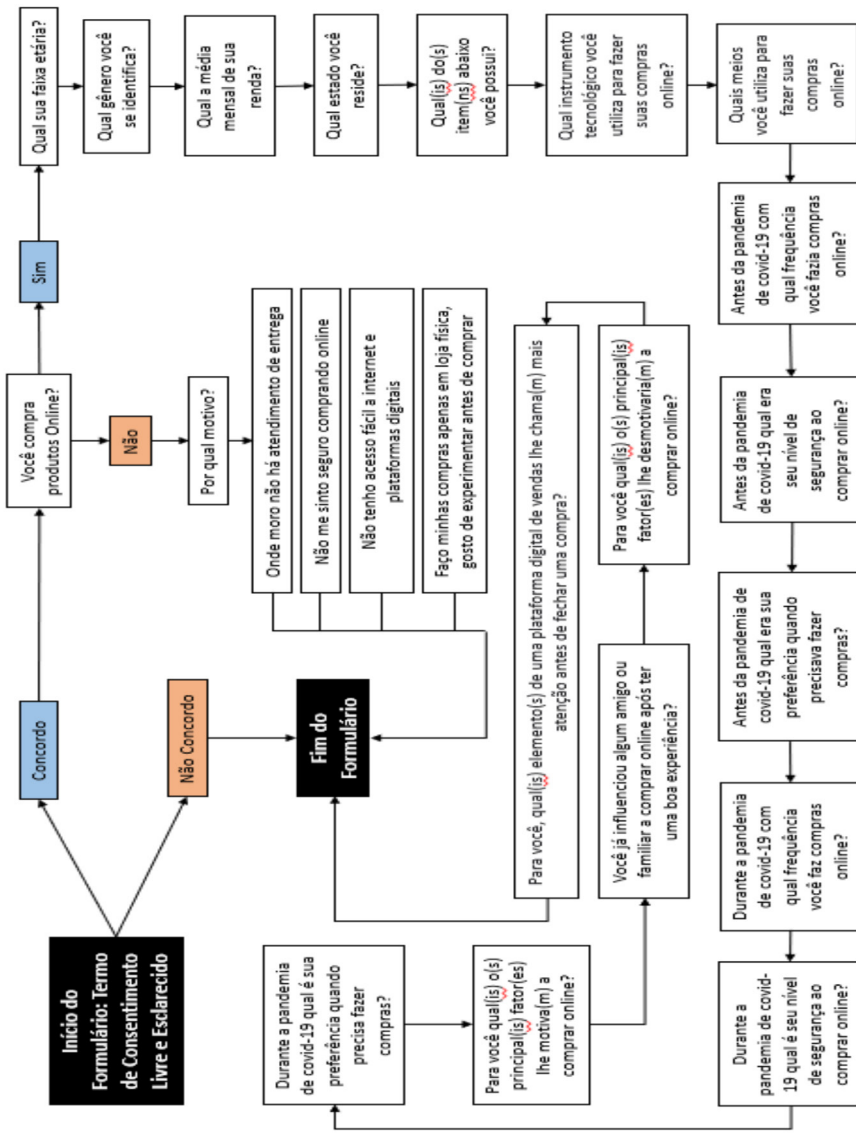 Início do
Formulário: Termo
de Consentimento
Livre e Esclarecido
Concordo
Não Concordo
Você compra
produtos Online?
Sim
Não
Por qual motivo?
Onde moro não há atendimento de entrega
Não me sinto seguro comprando online
Não tenho acesso fácil a internet e
plataformas digitais
Faço minhas compras apenas em loja física,
gosto de experimentar antes de comprar
Fim do
Formulário
Qual sua faixa etária?
Qual gênero você
se identifica?
Qual a média
mensal de sua
renda?
Qual estado você
reside?
Qual(is) do(s)
item(ns) abaixo
você possui?
Qual instrumento
tecnológico você
utiliza para fazer
suas compras
online?
Quais meios
você utiliza para
fazer suas
compras
online?
Antes da pandemia
de covid-19 com
qual frequência
você fazia compras
online?
Antes da pandemia
de covid-19 qual era
seu nível de
segurança ao
comprar online?
Antes da pandemia de
covid-19 qual era sua
preferência quando
precisava fazer
compras?
Durante a pandemia
de covid-19 com
qual frequência
você faz compras
online?
Durante a
pandemia de covid-
19 qual é seu nível
de segurança ao
comprar online?
Durante a pandemia
de covid-19 qual é sua
preferência quando
precisa fazer
compras?
Para você qual(is) o(s)
principal(is) fator(es)
lhe motiva(m) a
comprar online?
Você já influenciou algum amigo ou
familiar a comprar online após ter
uma boa experiência?
Para você qual(is) o(s) principal(is)
fator(es) lhe desmotivaria(m) a
comprar online?
Para você, qual(is) elemento(s) de uma plataforma digital de vendas lhe chama(m) mais
atenção antes de fechar uma compra?